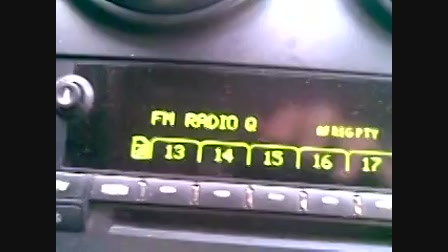 FM RADIO Q
AF REG PTY
13 14 15 16 17